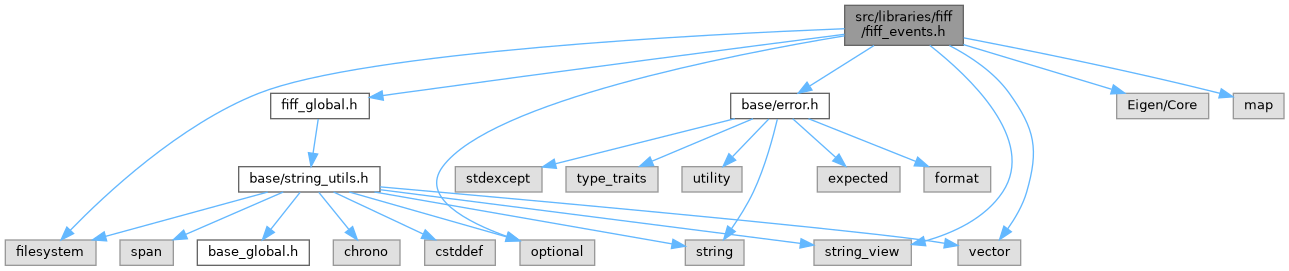 src/libraries/fiff
/fiff_events.h
fiff_global.h
base/error.h
Eigen/Core
map
base/string_utils.h
stdexcept
type_traits
utility
expected
format
filesystem
span
base_global.h
chrono
cstddef
optional
string
string_view
vector